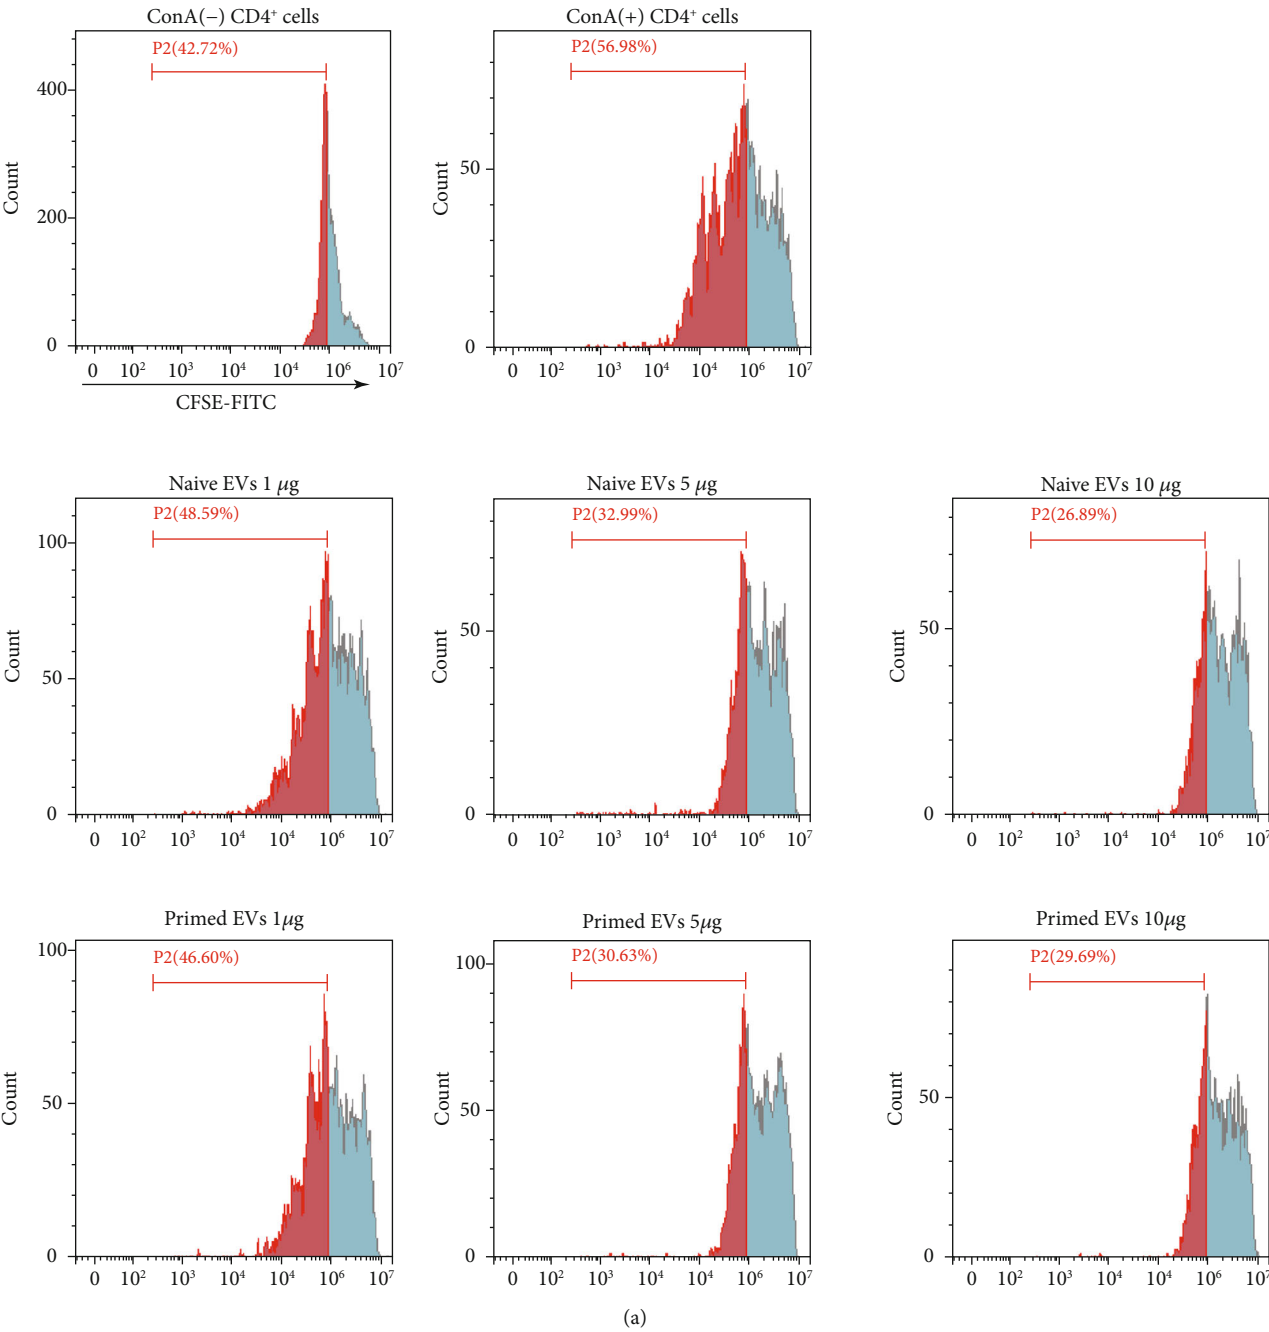 ConA(−) CD4⁺ cells
P2(42.72%)
400
200
0
Count
0 10² 10³ 10⁴ 10⁴ 10⁶ 10⁷
CFSE-FITC
ConA(+) CD4⁺ cells
P2(56.98%)
50
0
Count
0 10² 10³ 10⁴ 10⁴ 10⁶ 10⁷
Naive EVs 1 μg
P2(48.59%)
100
50
0
Count
0 10² 10³ 10⁴ 10⁴ 10⁶ 10⁷
Naive EVs 5 μg
P2(32.99%)
50
0
Count
0 10² 10³ 10⁴ 10⁴ 10⁶ 10⁷
Naive EVs 10 μg
P2(26.89%)
50
0
Count
0 10² 10³ 10⁴ 10⁴ 10⁶ 10⁷
Primed EVs 1μg
P2(46.60%)
100
50
0
Count
0 10² 10³ 10⁴ 10⁴ 10⁶ 10⁷
Primed EVs 5μg
P2(30.63%)
100
50
0
Count
0 10² 10³ 10⁴ 10⁴ 10⁶ 10⁷
Primed EVs 10μg
P2(29.69%)
50
0
Count
0 10² 10³ 10⁴ 10⁴ 10⁶ 10⁷
(a)